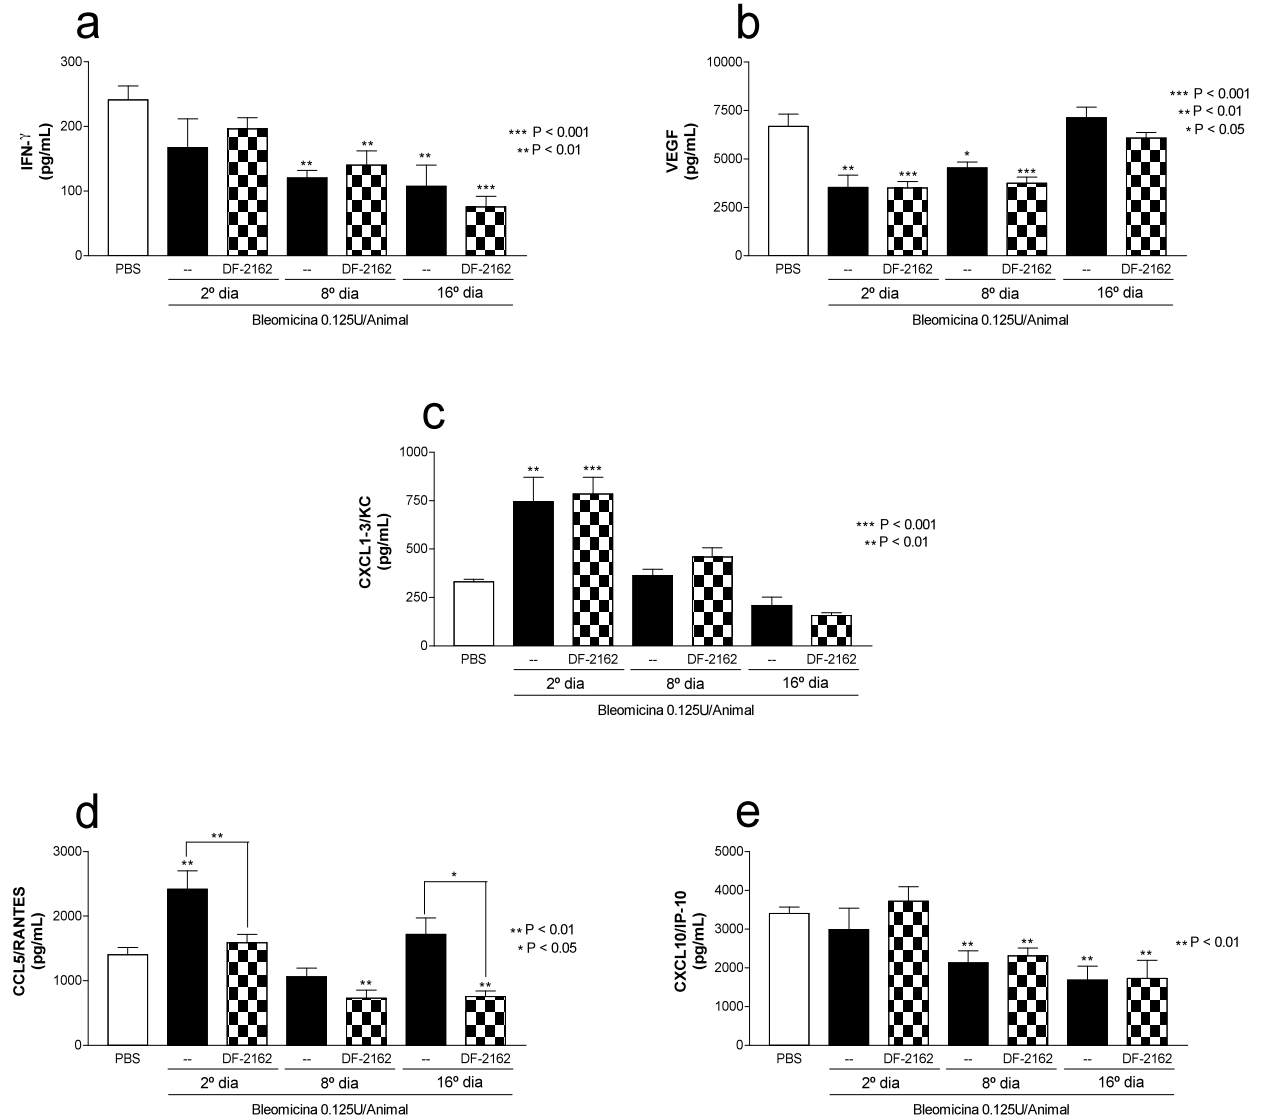 a
300
200
100
0
IFN-γ
(pg/mL)
** ** ** ***
*** P < 0.001
** P < 0.01
PBS -- DF-2162 -- DF-2162 -- DF-2162
2º dia 8º dia 16º dia
Bleomicina 0.125U/Animal
b
10000
7500
5000
2500
0
VEGF
(pg/mL)
** *** * ***
*** P < 0.001
** P < 0.01
* P < 0.05
PBS -- DF-2162 -- DF-2162 -- DF-2162
2º dia 8º dia 16º dia
Bleomicina 0.125U/Animal
c
1000
750
500
250
0
CXCL1-3/KC
(pg/mL)
** ***
*** P < 0.001
** P < 0.01
PBS -- DF-2162 -- DF-2162 -- DF-2162
2º dia 8º dia 16º dia
Bleomicina 0.125U/Animal
d
3000
2000
1000
0
CCL5/RANTES
(pg/mL)
**
**
*
** **
** P < 0.01
* P < 0.05
PBS -- DF-2162 -- DF-2162 -- DF-2162
2º dia 8º dia 16º dia
Bleomicina 0.125U/Animal
e
5000
4000
3000
2000
1000
0
CXCL10/IP-10
(pg/mL)
** ** ** **
** P < 0.01
PBS -- DF-2162 -- DF-2162 -- DF-2162
2º dia 8º dia 16º dia
Bleomicina 0.125U/Animal